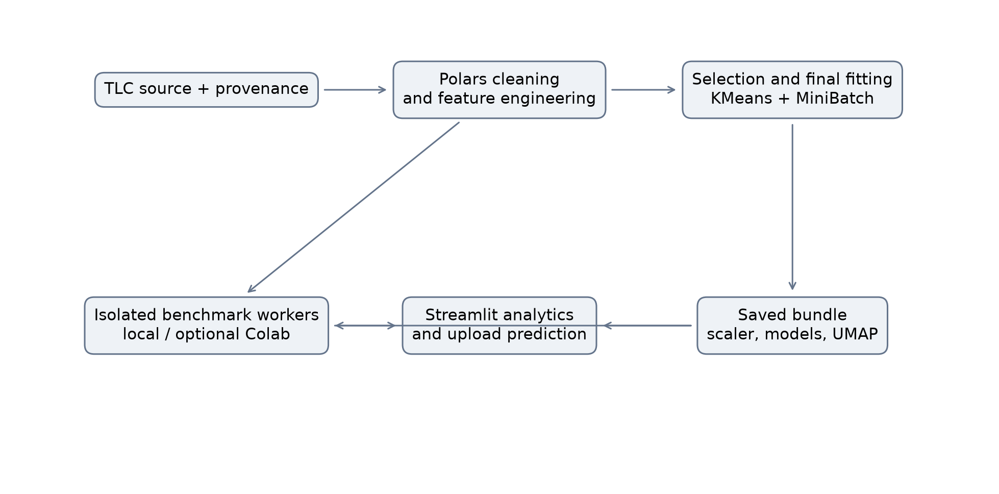 TLC source + provenance
Polars cleaning
and feature engineering
Selection and final fitting
KMeans + MiniBatch
Isolated benchmark workers
local / optional Colab
Streamlit analytics
and upload prediction
Saved bundle
scaler, models, UMAP